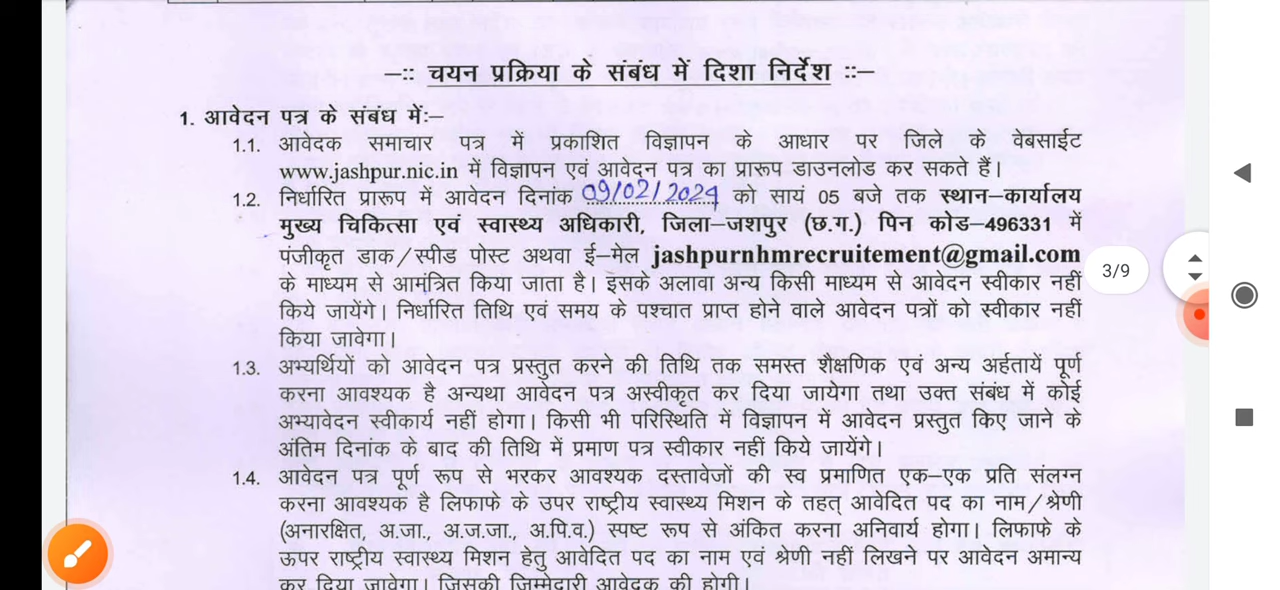 –:: चयन प्रक्रिया के संबंध में दिशा निर्देश ::–
1. आवेदन पत्र के संबंध में:–
1.1. आवेदक समाचार पत्र में प्रकाशित विज्ञापन के आधार पर जिले के वेबसाईट
www.jashpur.nic.in में विज्ञापन एवं आवेदन पत्र का प्रारूप डाउनलोड कर सकते हैं।
1.2. निर्धारित प्रारूप में आवेदन दिनांक 09/02/2024 को सायं 05 बजे तक स्थान–कार्यालय
मुख्य चिकित्सा एवं स्वास्थ्य अधिकारी, जिला–जशपुर (छ.ग.) पिन कोड–496331 में
पंजीकृत डाक/स्पीड पोस्ट अथवा ई–मेल jashpurnhmrecruitement@gmail.com
के माध्यम से आमंत्रित किया जाता है। इसके अलावा अन्य किसी माध्यम से आवेदन स्वीकार नहीं
किये जायेंगे। निर्धारित तिथि एवं समय के पश्चात प्राप्त होने वाले आवेदन पत्रों को स्वीकार नहीं
किया जावेगा।
1.3. अभ्यर्थियों को आवेदन पत्र प्रस्तुत करने की तिथि तक समस्त शैक्षणिक एवं अन्य अर्हतायें पूर्ण
करना आवश्यक है अन्यथा आवेदन पत्र अस्वीकृत कर दिया जायेगा तथा उक्त संबंध में कोई
अभ्यावेदन स्वीकार्य नहीं होगा। किसी भी परिस्थिति में विज्ञापन में आवेदन प्रस्तुत किए जाने के
अंतिम दिनांक के बाद की तिथि में प्रमाण पत्र स्वीकार नहीं किये जायेंगे।
1.4. आवेदन पत्र पूर्ण रूप से भरकर आवश्यक दस्तावेजों की स्व प्रमाणित एक–एक प्रति संलग्न
करना आवश्यक है लिफाफे के उपर राष्ट्रीय स्वास्थ्य मिशन के तहत् आवेदित पद का नाम/श्रेणी
(अनारक्षित, अ.जा., अ.ज.जा., अ.पि.व.) स्पष्ट रूप से अंकित करना अनिवार्य होगा। लिफाफे के
ऊपर राष्ट्रीय स्वास्थ्य मिशन हेतु आवेदित पद का नाम एवं श्रेणी नहीं लिखने पर आवेदन अमान्य
कर दिया जावेगा। जिसकी जिम्मेदारी आवेदक की होगी।
3/9